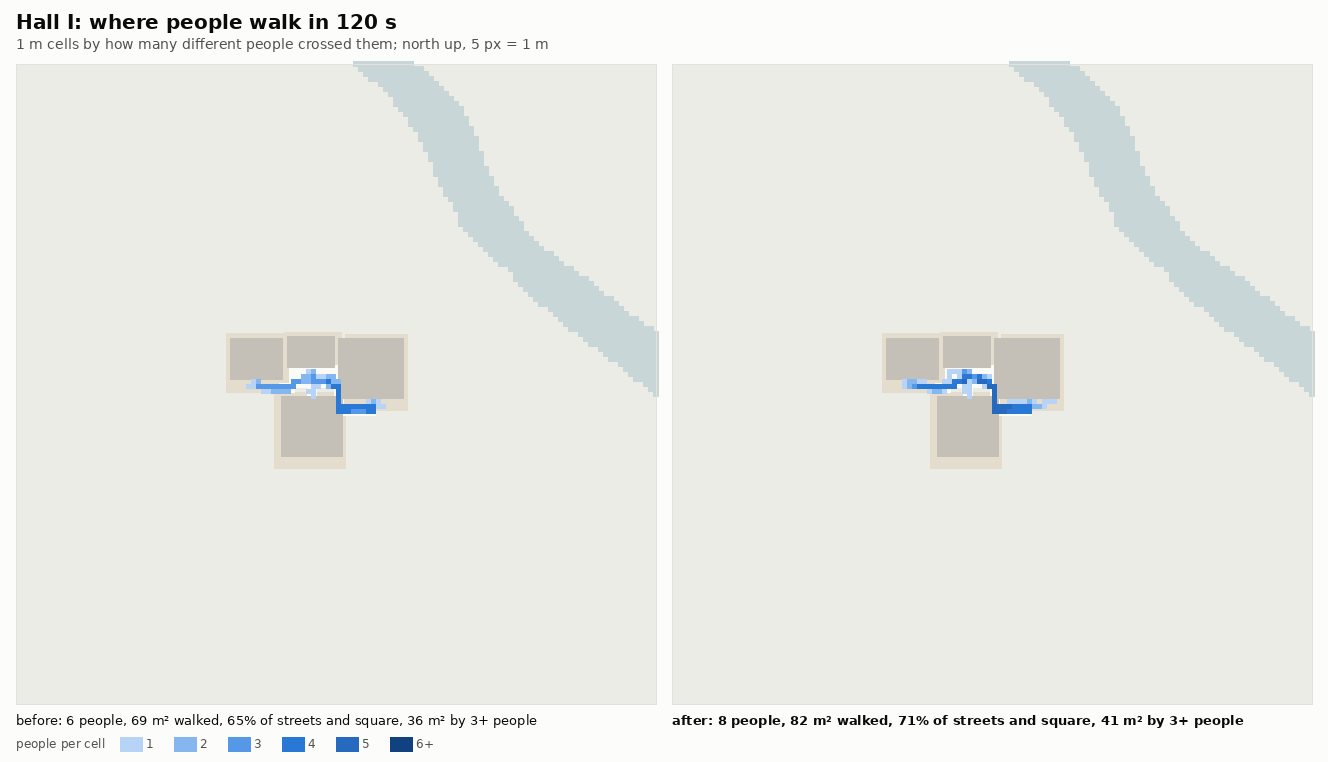 Hall I: where people walk in 120 s
1 m cells by how many different people crossed them; north up, 5 px = 1 m
before: 6 people, 69 m² walked, 65% of streets and square, 36 m² by 3+ people
after: 8 people, 82 m² walked, 71% of streets and square, 41 m² by 3+ people
people per cell 1 2 3 4 5 6+